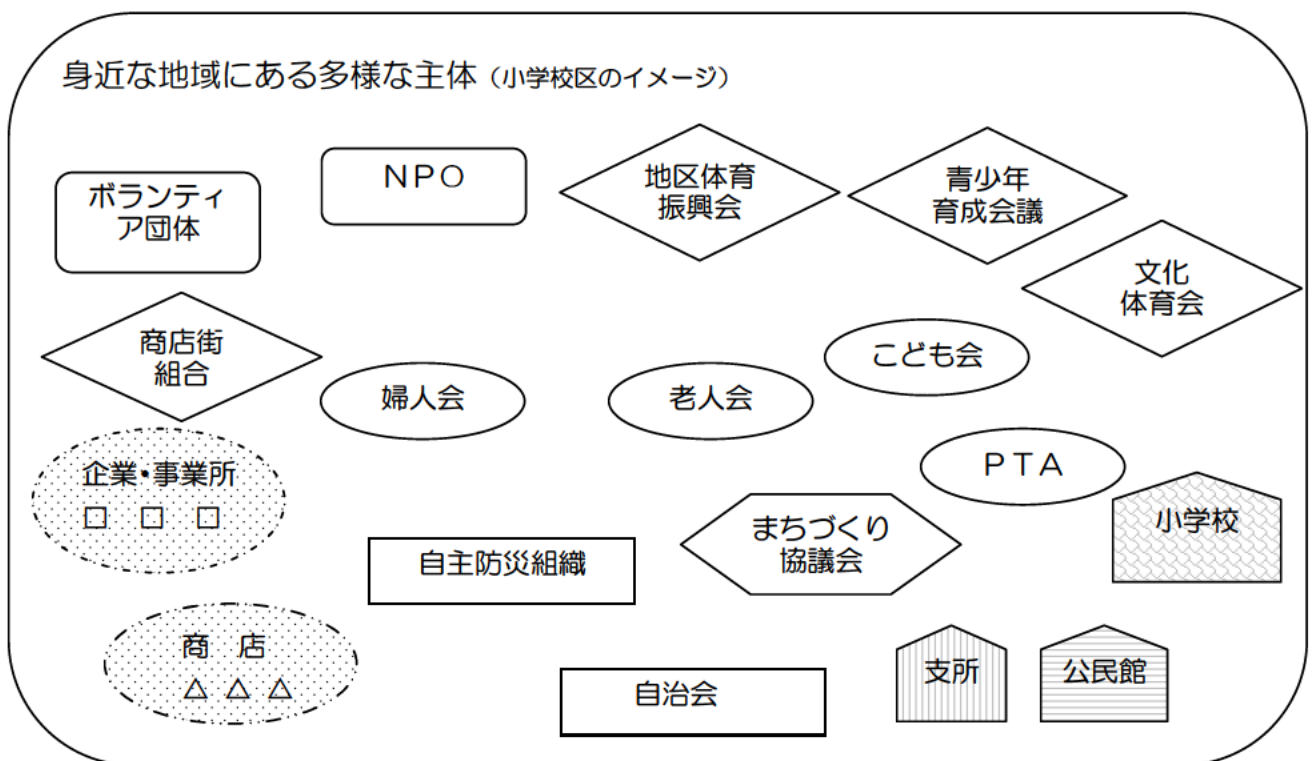 身近な地域にある多様な主体（小学校区のイメージ）
ボランティ
ア団体
ＮＰＯ
地区体育
振興会
青少年
育成会議
文化
体育会
商店街
組合
婦人会
老人会
こども会
ＰＴＡ
企業・事業所
□　□　□
小学校
まちづくり
協議会
自主防災組織
商　店
△　△　△
自治会
支所
公民館